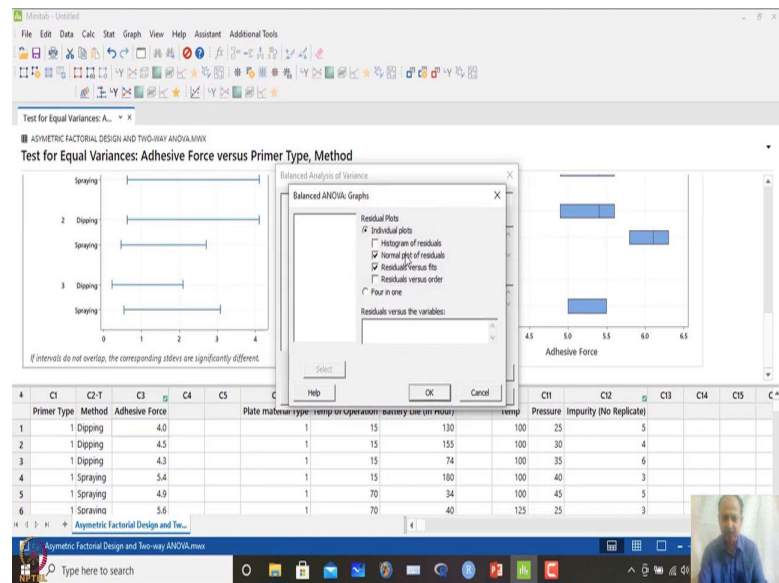 Minitab - Untitled
File Edit Data Calc Stat Graph View Help Assistant Additional Tools
Test for Equal Variances: A...
ASYMETRIC FACTORIAL DESIGN AND TWO-WAY ANOVA.MWX
Test for Equal Variances: Adhesive Force versus Primer Type, Method
Balanced Analysis of Variance
Balanced ANOVA: Graphs
Residual Plots
Individual plots
Histogram of residuals
Normal plot of residuals
Residuals versus fits
Residuals versus order
Four in one
Residuals versus the variables:
Select
Help OK Cancel
Spraying
2 Dipping
Spraying
3 Dipping
Spraying
0 1 2 3 4
If intervals do not overlap, the corresponding stdevs are significantly different.
4.5 5.0 5.5 6.0 6.5
Adhesive Force
C1 C2-T C3 C4 C5 C11 C12 C13 C14 C15
Primer Type Method Adhesive Force Plate material Type Temp of Operation Battery Life (in Hour) Temp Pressure Impurity (No Replicate)
1 1 Dipping 4.0 1 15 130 100 25 5
2 1 Dipping 4.5 1 15 155 100 30 4
3 1 Dipping 4.3 1 15 74 100 35 6
4 1 Spraying 5.4 1 15 180 100 40 3
5 1 Spraying 4.9 1 70 34 100 45 5
6 1 Spraying 5.6 1 70 40 125 25 3
Asymetric Factorial Design and Tw...
Asymetric Factorial Design and Two-way ANOVA.mwx
NPTEL
Type here to search